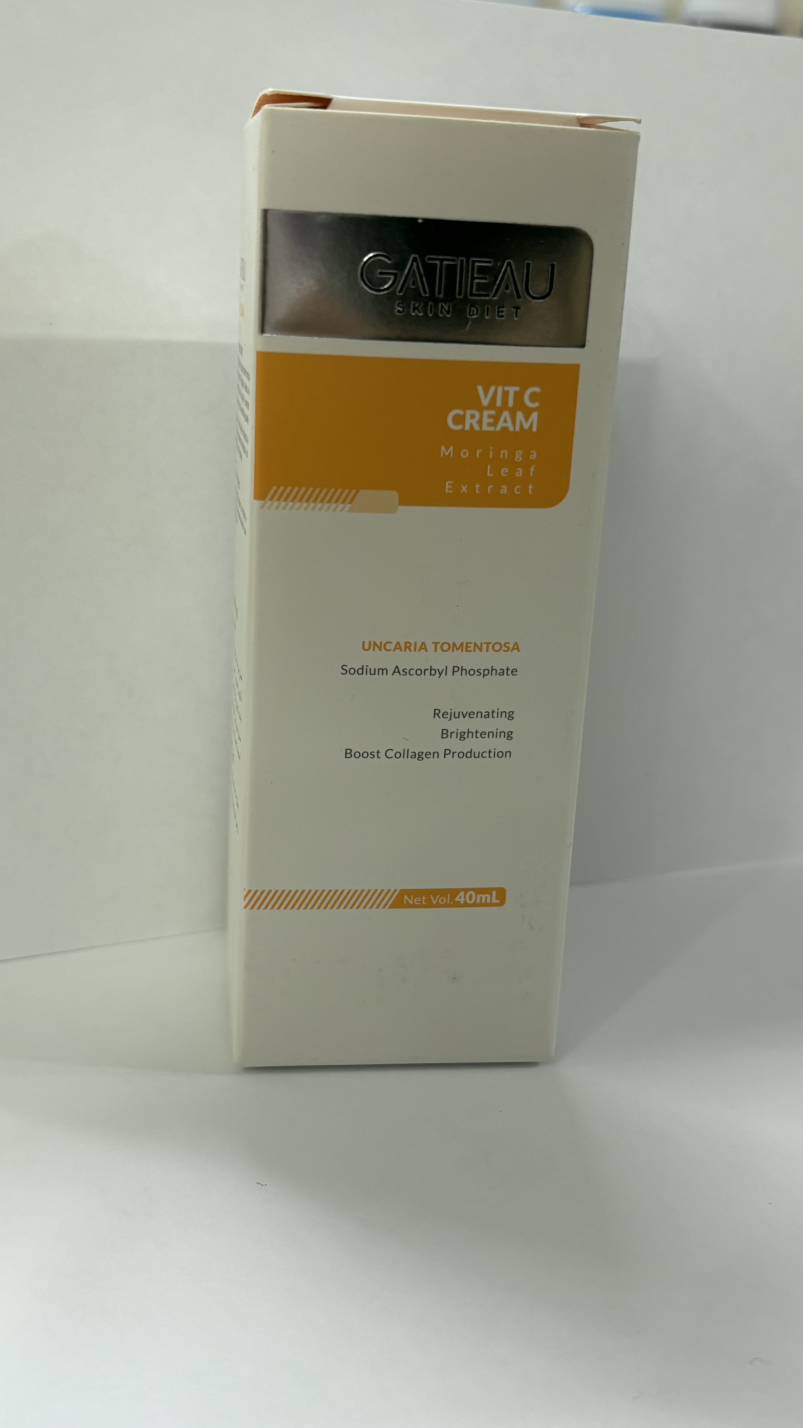 GATIEAU
SKIN DIET
VIT C
CREAM
Moringa
Leaf
Extract
UNCARIA TOMENTOSA
Sodium Ascorbyl Phosphate
Rejuvenating
Brightening
Boost Collagen Production
Net Vol. 40mL